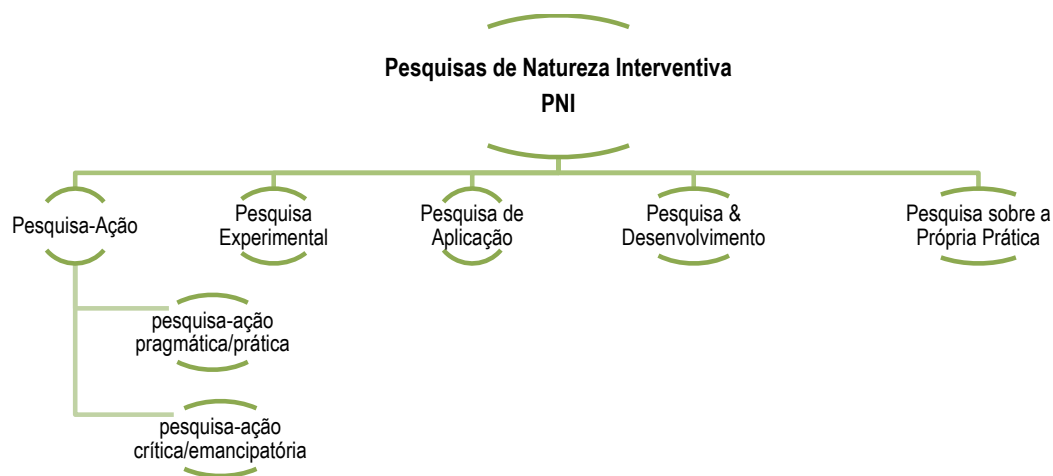 Pesquisas de Natureza Interventiva
PNI
Pesquisa-Ação
Pesquisa
Experimental
Pesquisa de
Aplicação
Pesquisa &
Desenvolvimento
Pesquisa sobre a
Própria Prática
pesquisa-ação
pragmática/prática
pesquisa-ação
crítica/emancipatória